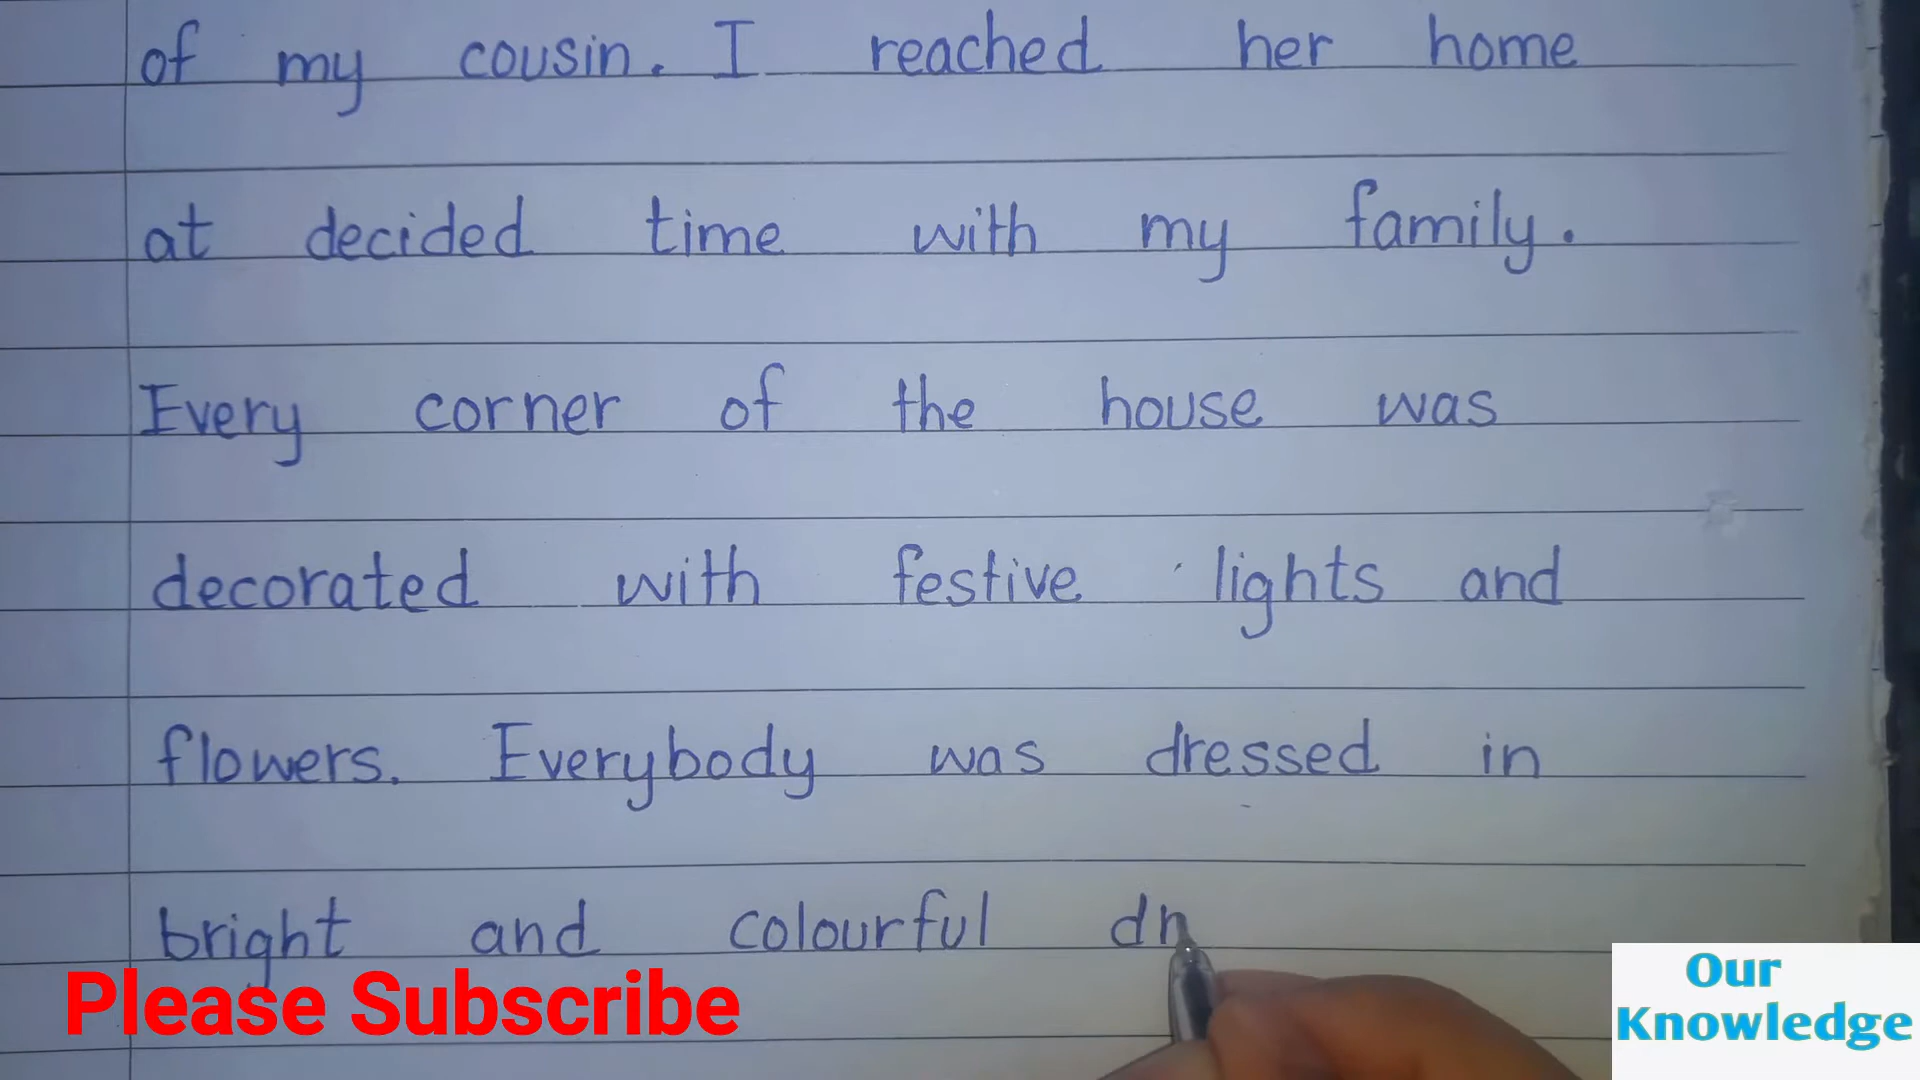 of my cousin. I reached her home
at decided time with my family.
Every corner of the house was
decorated with festive lights and
flowers. Everybody was dressed in
bright and colourful
Please Subscribe
Our
Knowledge